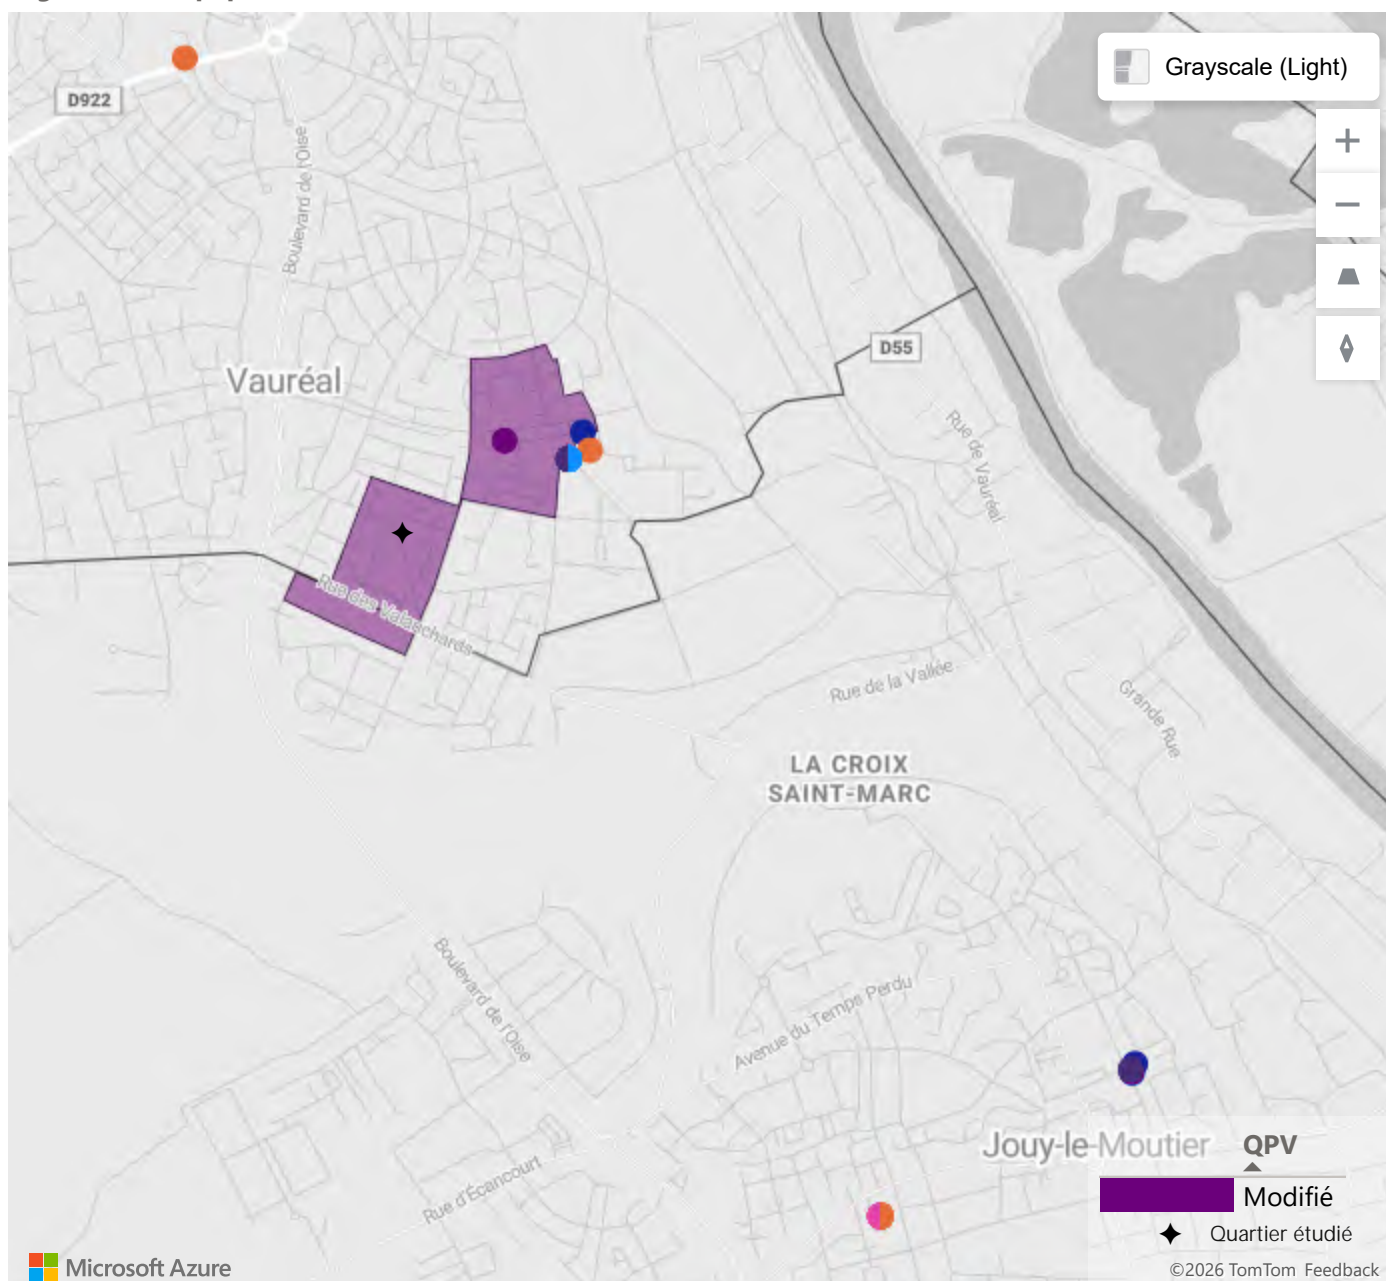 Grayscale (Light)
D922
Boulevard de l'Oise
D55
Vauréal
Rue de Vauréal
Rue des Valanchards
Rue de la Vallée
Grande Rue
LA CROIX
SAINT-MARC
Boulevard de l'Oise
Avenue du Temps Perdu
Jouy-le-Moutier
QPV
Modifié
Rue d'Écancourt
Quartier étudié
Microsoft Azure
©2026 TomTom Feedback